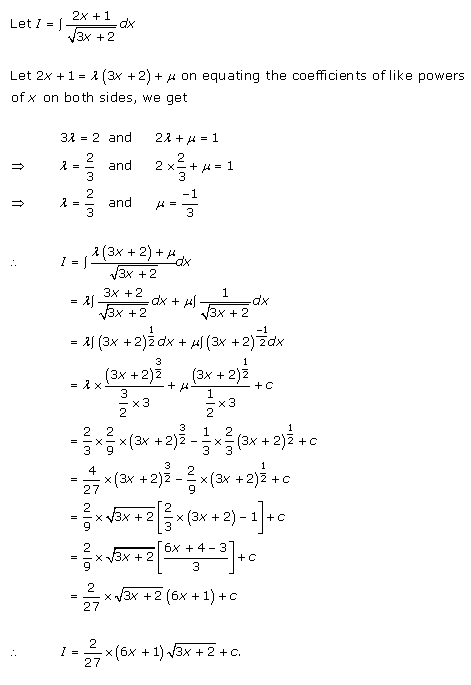 Let I = ∫ (2x + 1)/√(3x + 2) dx
Let 2x + 1 = λ (3x + 2) + μ on equating the coefficients of like powers
of x on both sides, we get
3λ = 2 and 2λ + μ = 1
⇒ λ = 2/3 and 2 × 2/3 + μ = 1
⇒ λ = 2/3 and μ = -1/3
∴ I = ∫ (λ (3x + 2) + μ)/√(3x + 2) dx
= λ∫ (3x + 2)/√(3x + 2) dx + μ∫ 1/√(3x + 2) dx
= λ∫ (3x + 2)^(1/2) dx + μ∫ (3x + 2)^(-1/2) dx
= λ × (3x + 2)^(3/2)/(3/2 × 3) + μ (3x + 2)^(1/2)/(1/2 × 3) + c
= 2/3 × 2/9 × (3x + 2)^(3/2) − 1/3 × 2/3 (3x + 2)^(1/2) + c
= 4/27 × (3x + 2)^(3/2) − 2/9 × (3x + 2)^(1/2) + c
= 2/9 × √(3x + 2) [2/3 × (3x + 2) − 1] + c
= 2/9 × √(3x + 2) [(6x + 4 − 3)/3] + c
= 2/27 × √(3x + 2) (6x + 1) + c
∴ I = 2/27 × (6x + 1) √(3x + 2) + c.